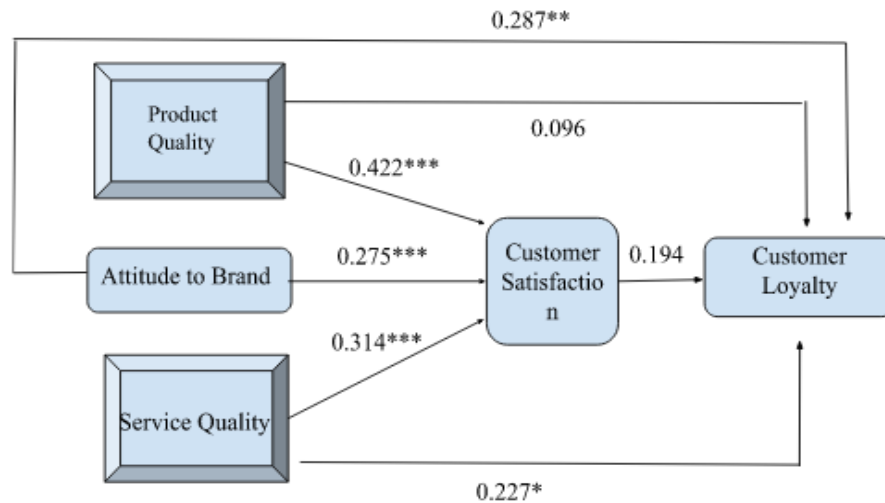 0.287**
Product
Quality
0.096
0.422***
Attitude to Brand
0.275***
Customer
Satisfactio
n
0.194
Customer
Loyalty
0.314***
Service Quality
0.227*